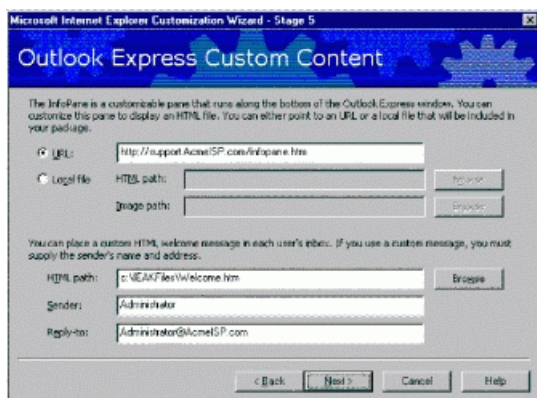 Microsoft Internet Explorer Customization Wizard - Stage 5
Outlook Express Custom Content
The InfoPane is a customizable pane that runs along the bottom of the Outlook Express window. You can
customize this pane to display an HTML file. You can either point to an URL or a local file that will be included in
your package.
URL: http://support.AcmeISP.com/infopane.htm
Local file HTML path: Browse
Image path: Browse
You can place a custom HTML welcome message in each user's inbox. If you use a custom message, you must
supply the sender's name and address.
HTML path: c:\IEAKFiles\Welcome.htm Browse
Sender: Administrator
Reply-to: Administrator@AcmeISP.com
< Back Next > Cancel Help